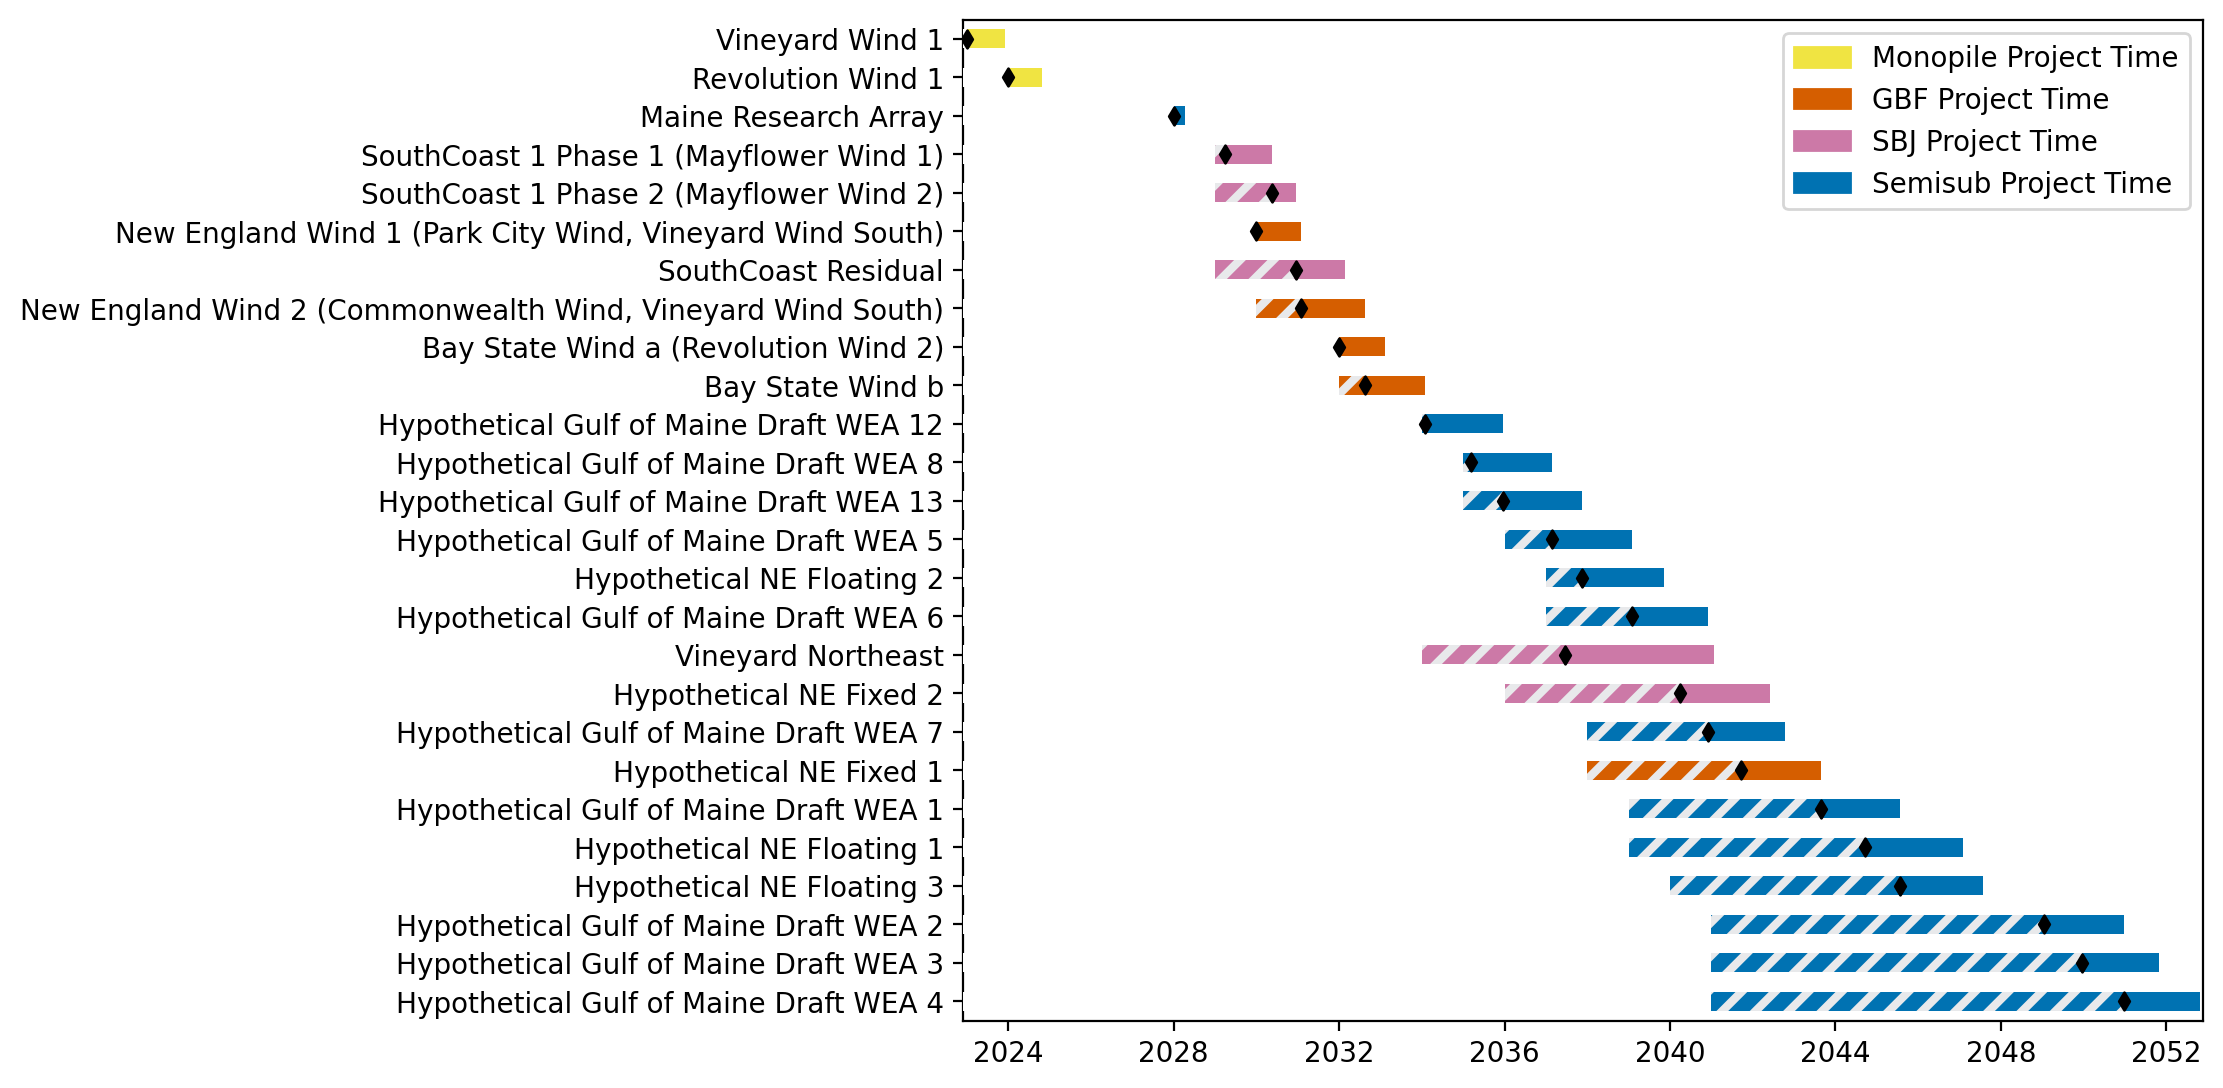 Vineyard Wind 1
Revolution Wind 1
Maine Research Array
SouthCoast 1 Phase 1 (Mayflower Wind 1)
SouthCoast 1 Phase 2 (Mayflower Wind 2)
New England Wind 1 (Park City Wind, Vineyard Wind South)
SouthCoast Residual
New England Wind 2 (Commonwealth Wind, Vineyard Wind South)
Bay State Wind a (Revolution Wind 2)
Bay State Wind b
Hypothetical Gulf of Maine Draft WEA 12
Hypothetical Gulf of Maine Draft WEA 8
Hypothetical Gulf of Maine Draft WEA 13
Hypothetical Gulf of Maine Draft WEA 5
Hypothetical NE Floating 2
Hypothetical Gulf of Maine Draft WEA 6
Vineyard Northeast
Hypothetical NE Fixed 2
Hypothetical Gulf of Maine Draft WEA 7
Hypothetical NE Fixed 1
Hypothetical Gulf of Maine Draft WEA 1
Hypothetical NE Floating 1
Hypothetical NE Floating 3
Hypothetical Gulf of Maine Draft WEA 2
Hypothetical Gulf of Maine Draft WEA 3
Hypothetical Gulf of Maine Draft WEA 4
Monopile Project Time
GBF Project Time
SBJ Project Time
Semisub Project Time
2024 2028 2032 2036 2040 2044 2048 2052